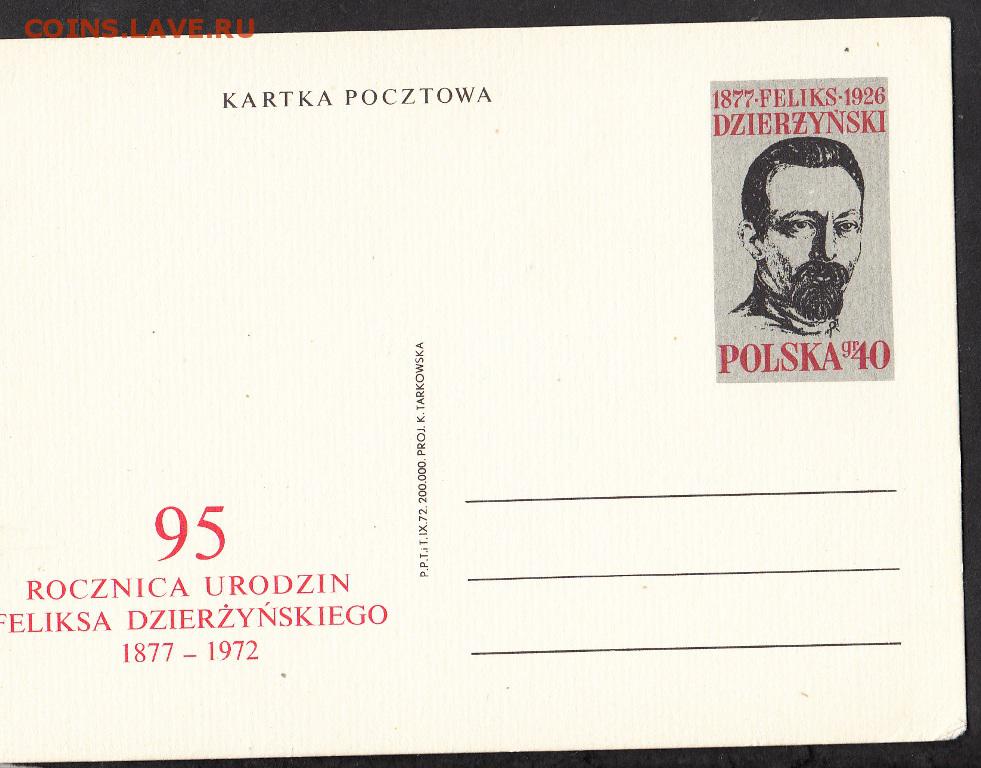 COINS.LAVE.RU
KARTKA POCZTOWA
1877·FELIKS·1926
DZIERŻYŃSKI
POLSKA gr 40
P.P.T.i T. IX. 72. 200.000. PROJ. K. TARKOWSKA
95
ROCZNICA URODZIN
FELIKSA DZIERŻYŃSKIEGO
1877 – 1972